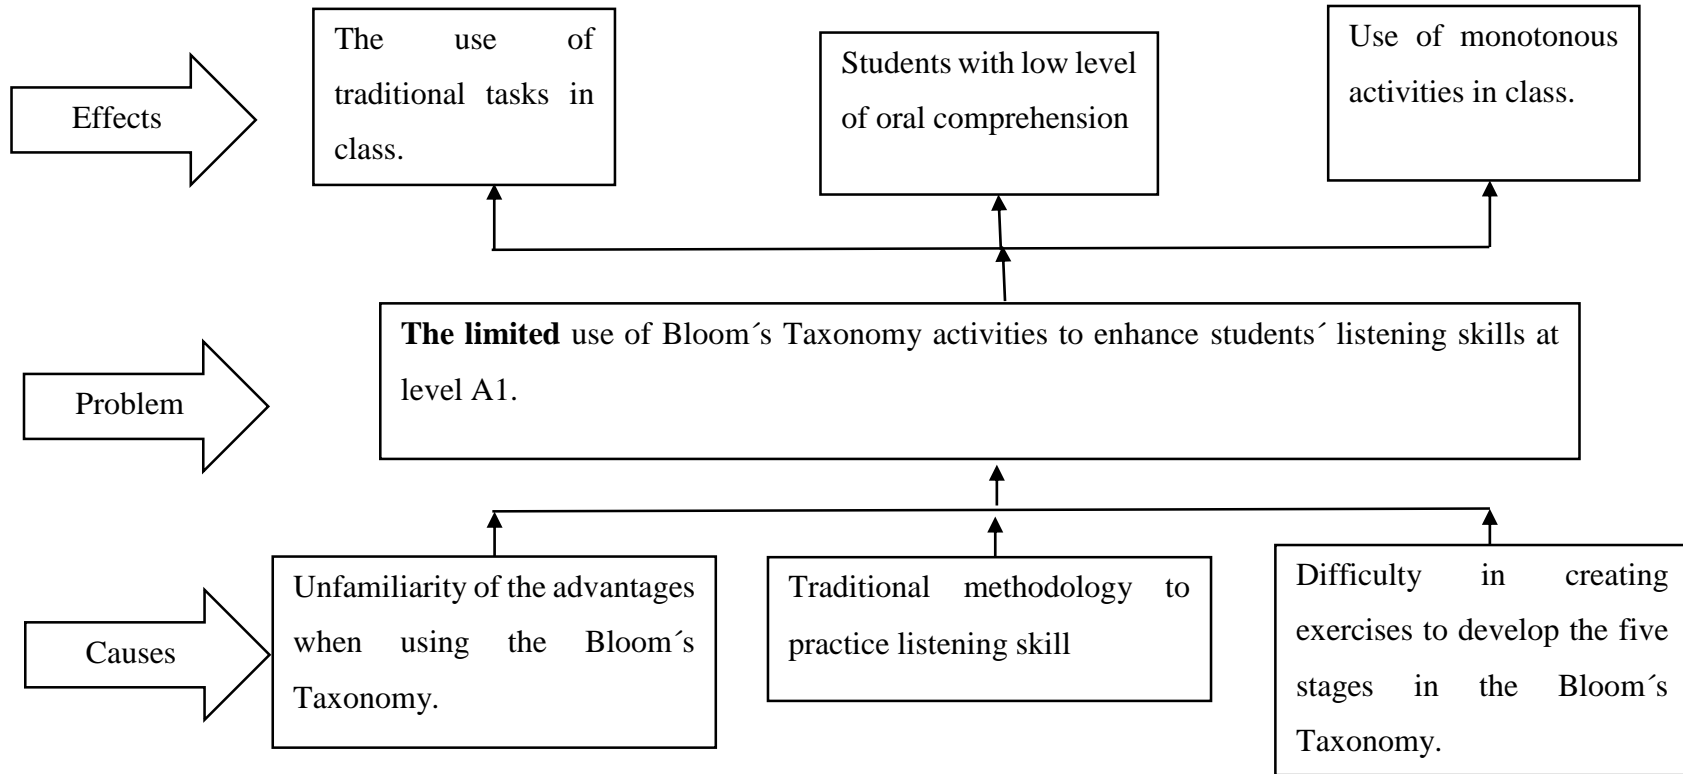 Effects
The use of
traditional tasks in
class.
Students with low level
of oral comprehension
Use of monotonous
activities in class.
Problem
The limited use of Bloom´s Taxonomy activities to enhance students´ listening skills at
level A1.
Causes
Unfamiliarity of the advantages
when using the Bloom´s
Taxonomy.
Traditional methodology to
practice listening skill
Difficulty in creating
exercises to develop the five
stages in the Bloom´s
Taxonomy.